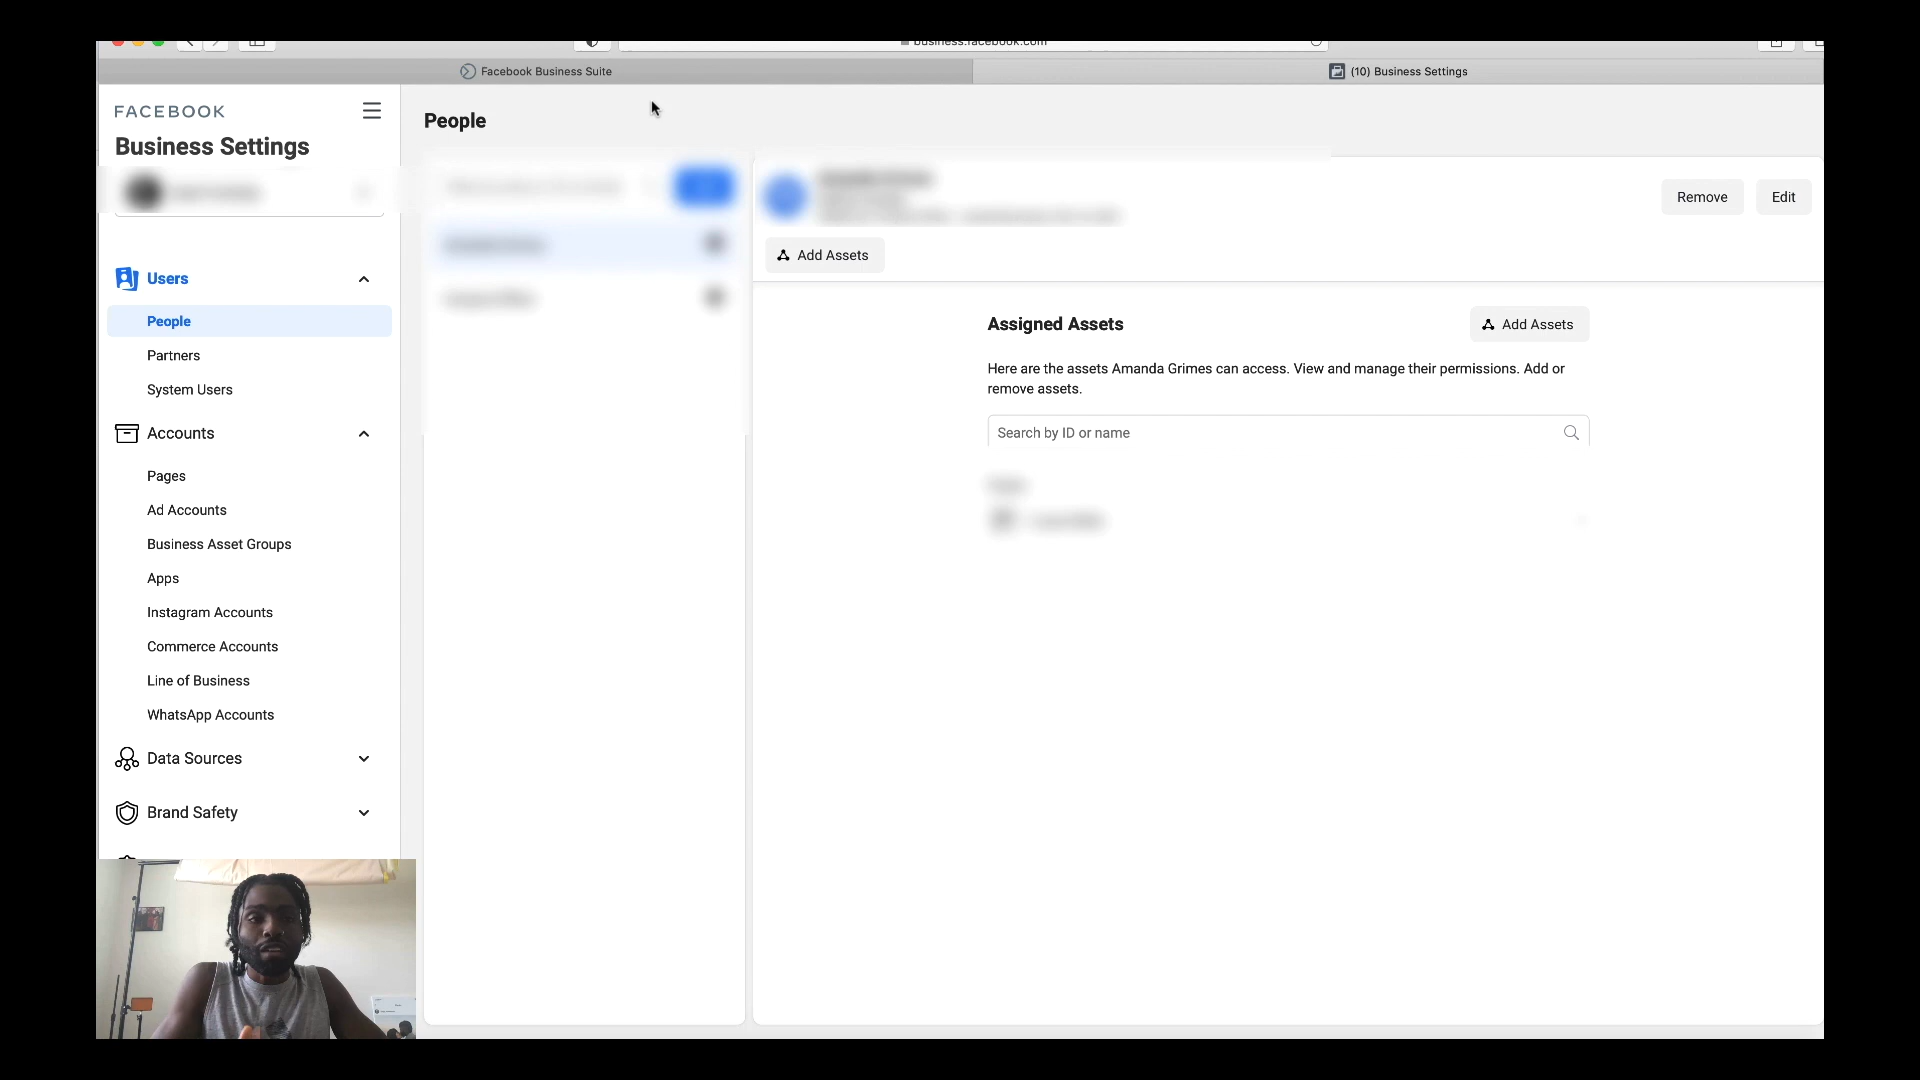 business.facebook.com
Facebook Business Suite
(10) Business Settings
FACEBOOK
Business Settings
Users
People
Partners
System Users
Accounts
Pages
Ad Accounts
Business Asset Groups
Apps
Instagram Accounts
Commerce Accounts
Line of Business
WhatsApp Accounts
Data Sources
Brand Safety
People
Remove
Edit
Add Assets
Assigned Assets
Add Assets
Here are the assets Amanda Grimes can access. View and manage their permissions. Add or
remove assets.
Search by ID or name